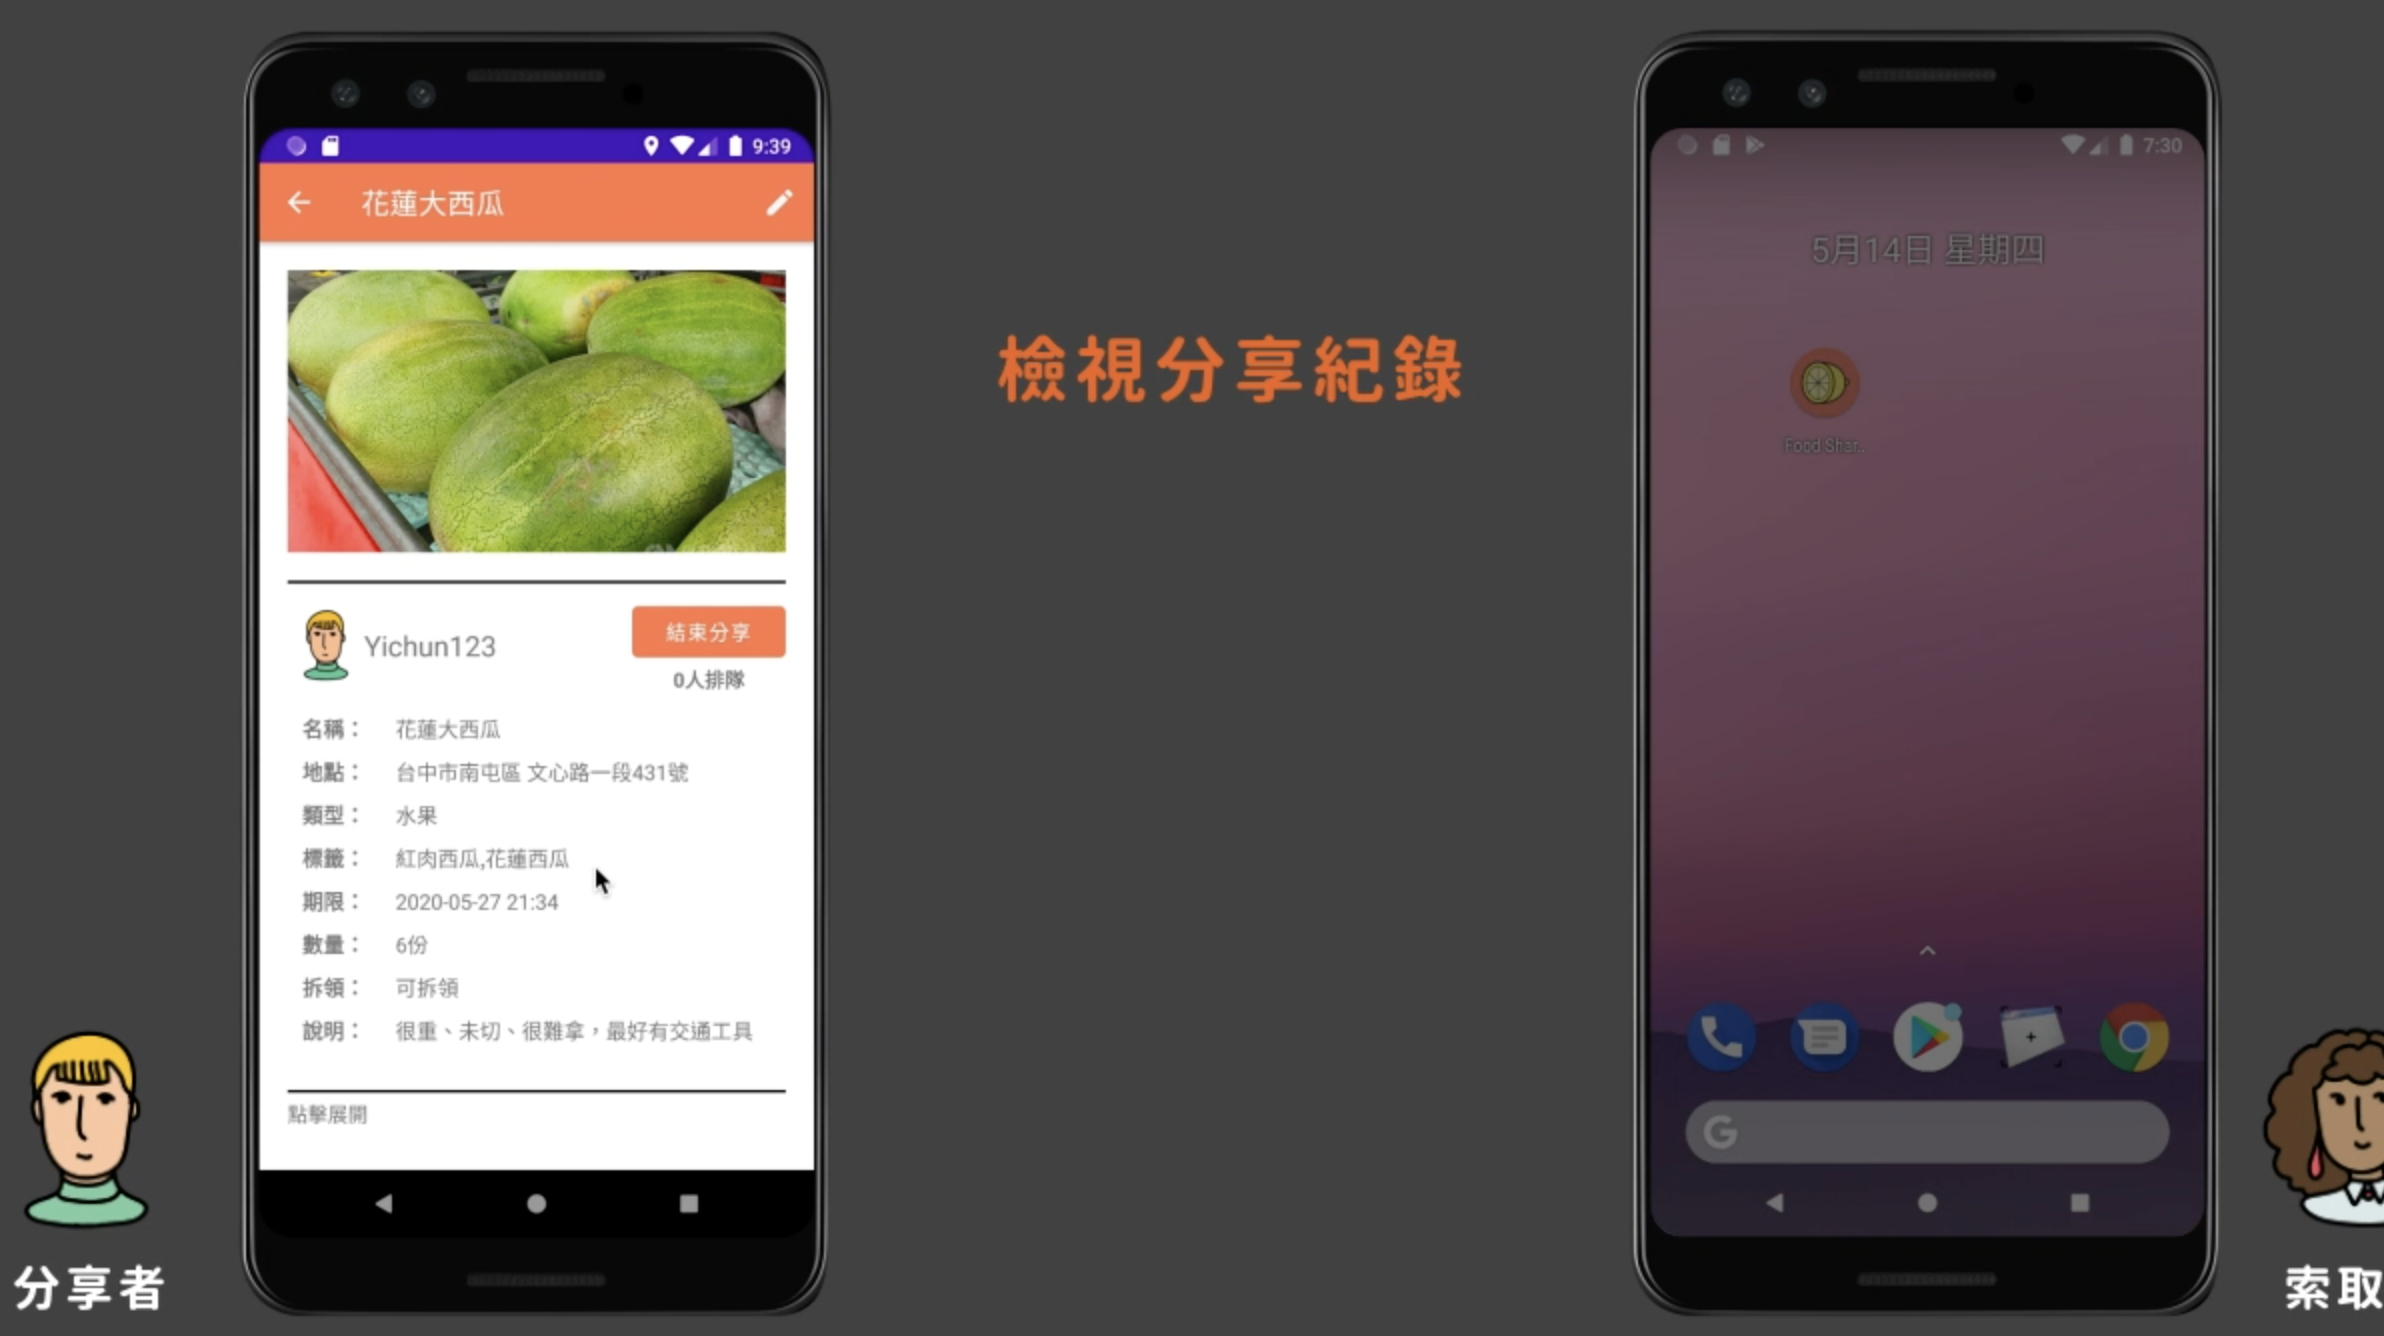 9:39
花蓮大西瓜
Yichun123
結束分享
0人排隊
名稱： 花蓮大西瓜
地點： 台中市南屯區 文心路一段431號
類型： 水果
標籤： 紅肉西瓜,花蓮西瓜
期限： 2020-05-27 21:34
數量： 6份
拆領： 可拆領
說明： 很重、未切、很難拿，最好有交通工具
點擊展開
分享者
檢視分享紀錄
7:30
5月14日 星期四
Food Shar..
G
索取